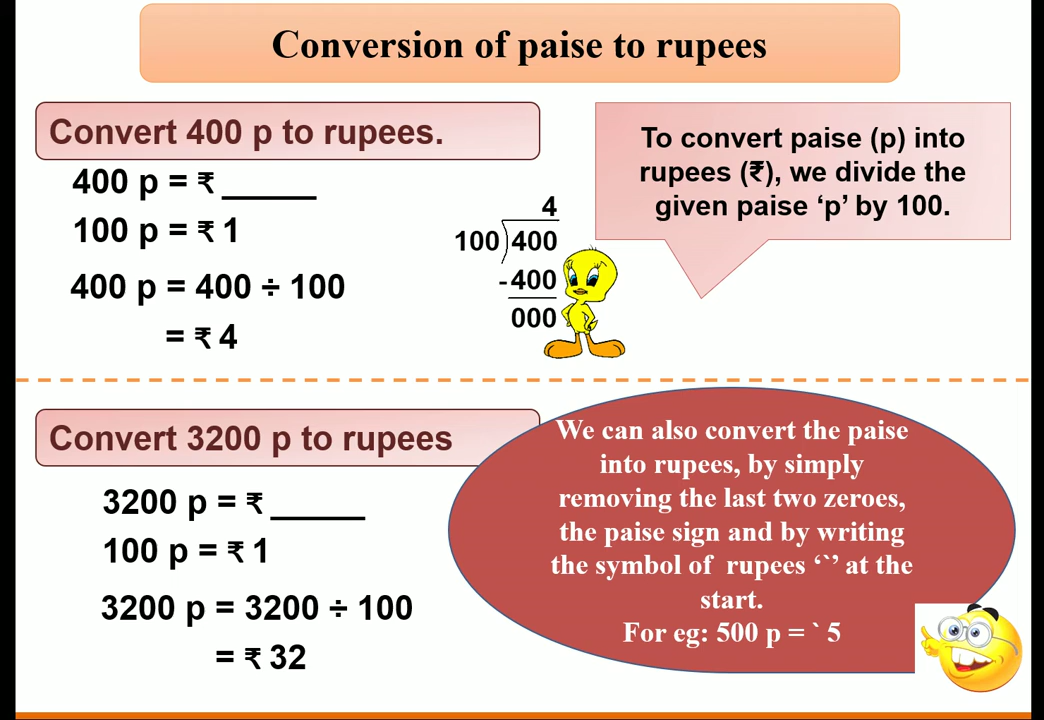 Conversion of paise to rupees
Convert 400 p to rupees.
400 p = ₹ _____
100 p = ₹ 1
400 p = 400 ÷ 100
= ₹ 4
4
100 400
-400
000
To convert paise (p) into
rupees (₹), we divide the
given paise ‘p’ by 100.
Convert 3200 p to rupees
3200 p = ₹ _____
100 p = ₹ 1
3200 p = 3200 ÷ 100
= ₹ 32
We can also convert the paise
into rupees, by simply
removing the last two zeroes,
the paise sign and by writing
the symbol of rupees ‘`’ at the
start.
For eg: 500 p = ` 5